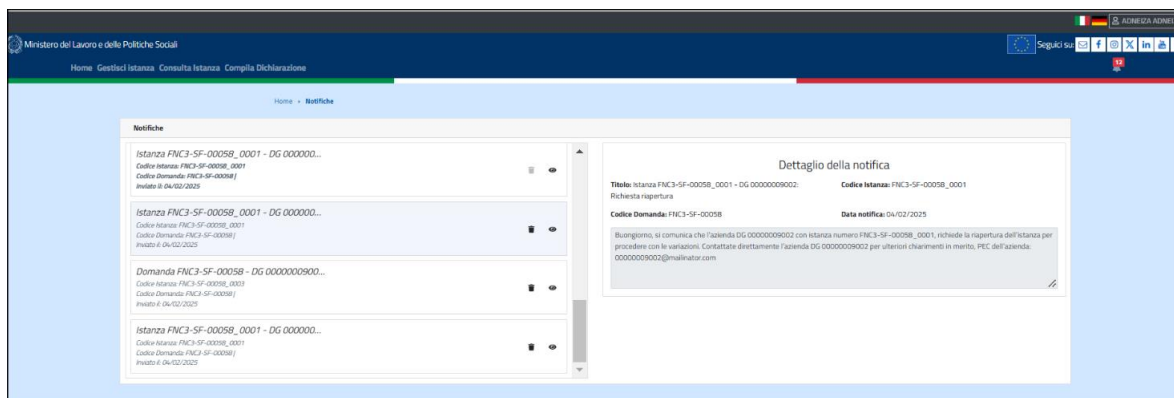 ADNEIZA ADNEI
Ministero del Lavoro e delle Politiche Sociali
Seguici su:
Home Gestisci istanza Consulta Istanza Compila Dichiarazione
12
Home • Notifiche
Notifiche
Istanza FNC3-SF-00058_0001 - DG 000000...
Codice Istanza: FNC3-SF-00058_0001
Codice Domanda: FNC3-SF-00058 |
Inviato il: 04/02/2025
Istanza FNC3-SF-00058_0001 - DG 000000...
Codice Istanza: FNC3-SF-00058_0001
Codice Domanda: FNC3-SF-00058 |
Inviato il: 04/02/2025
Domanda FNC3-SF-00058 - DG 0000000900...
Codice Istanza: FNC3-SF-00058_0003
Codice Domanda: FNC3-SF-00058 |
Inviato il: 04/02/2025
Istanza FNC3-SF-00058_0001 - DG 000000...
Codice Istanza: FNC3-SF-00058_0001
Codice Domanda: FNC3-SF-00058 |
Inviato il: 04/02/2025
Dettaglio della notifica
Titolo: Istanza FNC3-SF-00058_0001 - DG 00000009002: Codice Istanza: FNC3-SF-00058_0001
Richiesta riapertura
Codice Domanda: FNC3-SF-00058 Data notifica: 04/02/2025
Buongiorno, si comunica che l'azienda DG 00000009002 con istanza numero FNC3-SF-00058_0001, richiede la riapertura dell'istanza per
procedere con le variazioni. Contattate direttamente l'azienda DG 00000009002 per ulteriori chiarimenti in merito, PEC dell'azienda:
00000009002@mailinator.com